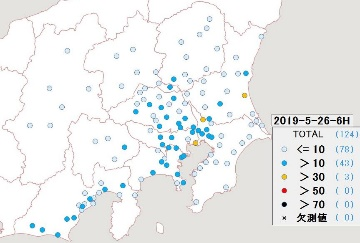 2019-5-26-6H
TOTAL (124)
<= 10 (78)
> 10 (43)
> 30 ( 3)
> 50 ( 0)
> 70 ( 0)
× 欠測値 ( 0)